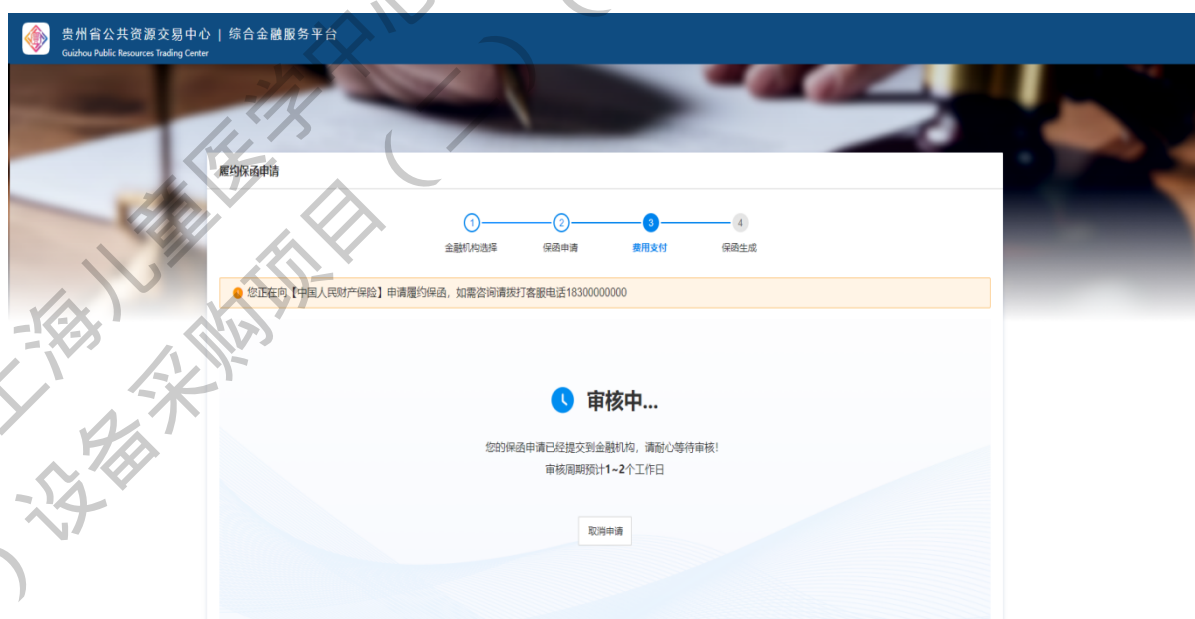 贵州省公共资源交易中心 | 综合金融服务平台
Guizhou Public Resources Trading Center
履约保函申请
1 2 3 4
金融机构选择 保函申请 费用支付 保函生成
您正在向【中国人民财产保险】申请履约保函，如需咨询请拨打客服电话18300000000
审核中...
您的保函申请已经提交到金融机构，请耐心等待审核！
审核周期预计1~2个工作日
取消申请
上海儿童医学中心
）设备采购项目（一）（